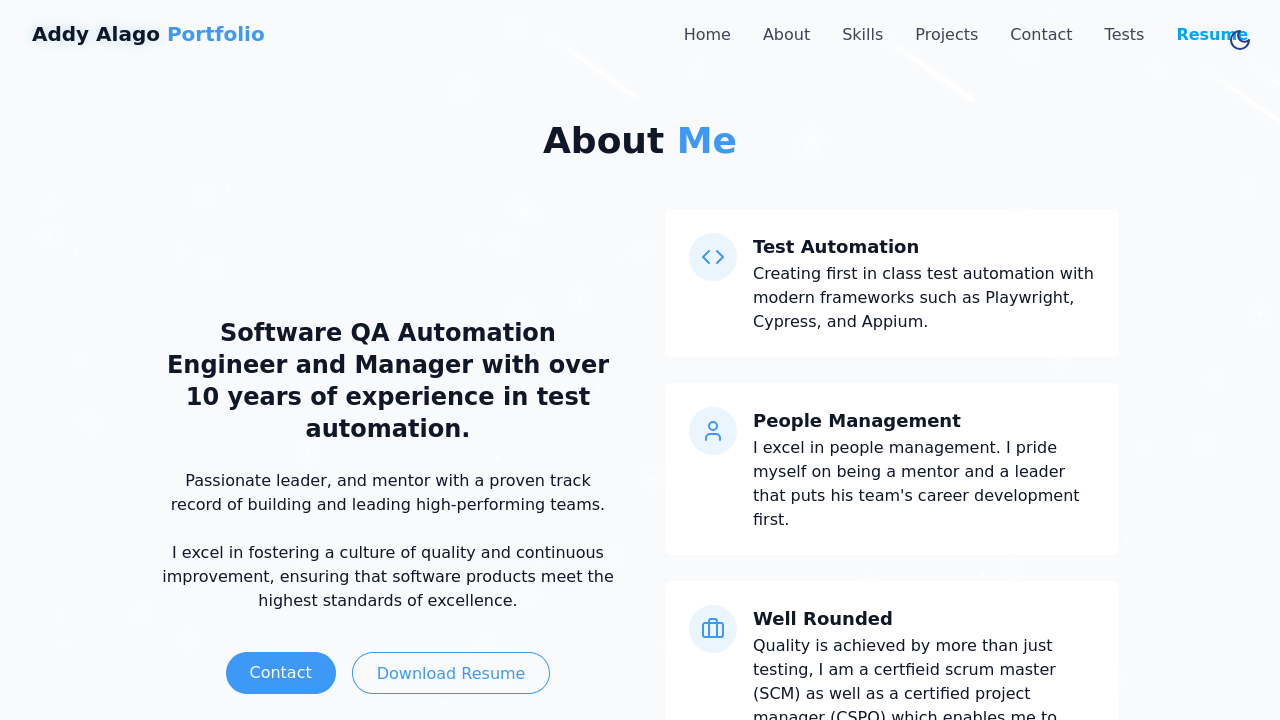 Addy Alago Portfolio
Home About Skills Projects Contact Tests Resume
About Me
Software QA Automation
Engineer and Manager with over
10 years of experience in test
automation.
Passionate leader, and mentor with a proven track
record of building and leading high-performing teams.
I excel in fostering a culture of quality and continuous
improvement, ensuring that software products meet the
highest standards of excellence.
Contact
Download Resume
Test Automation
Creating first in class test automation with
modern frameworks such as Playwright,
Cypress, and Appium.
People Management
I excel in people management. I pride
myself on being a mentor and a leader
that puts his team's career development
first.
Well Rounded
Quality is achieved by more than just
testing, I am a certfieid scrum master
(SCM) as well as a certified project
manager (CSPO) which enables me to